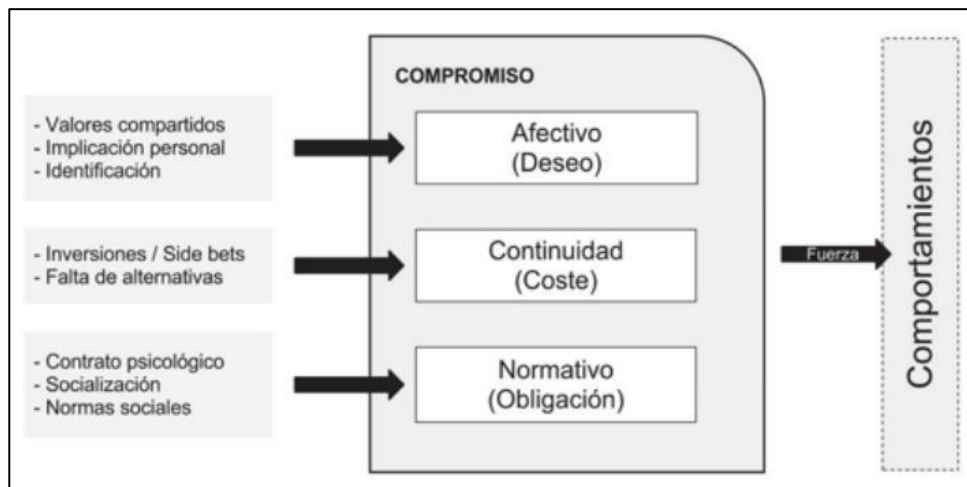 COMPROMISO
- Valores compartidos
- Implicación personal
- Identificación
Afectivo
(Deseo)
- Inversiones / Side bets
- Falta de alternativas
Continuidad
(Coste)
- Contrato psicológico
- Socialización
- Normas sociales
Normativo
(Obligación)
Fuerza
Comportamientos